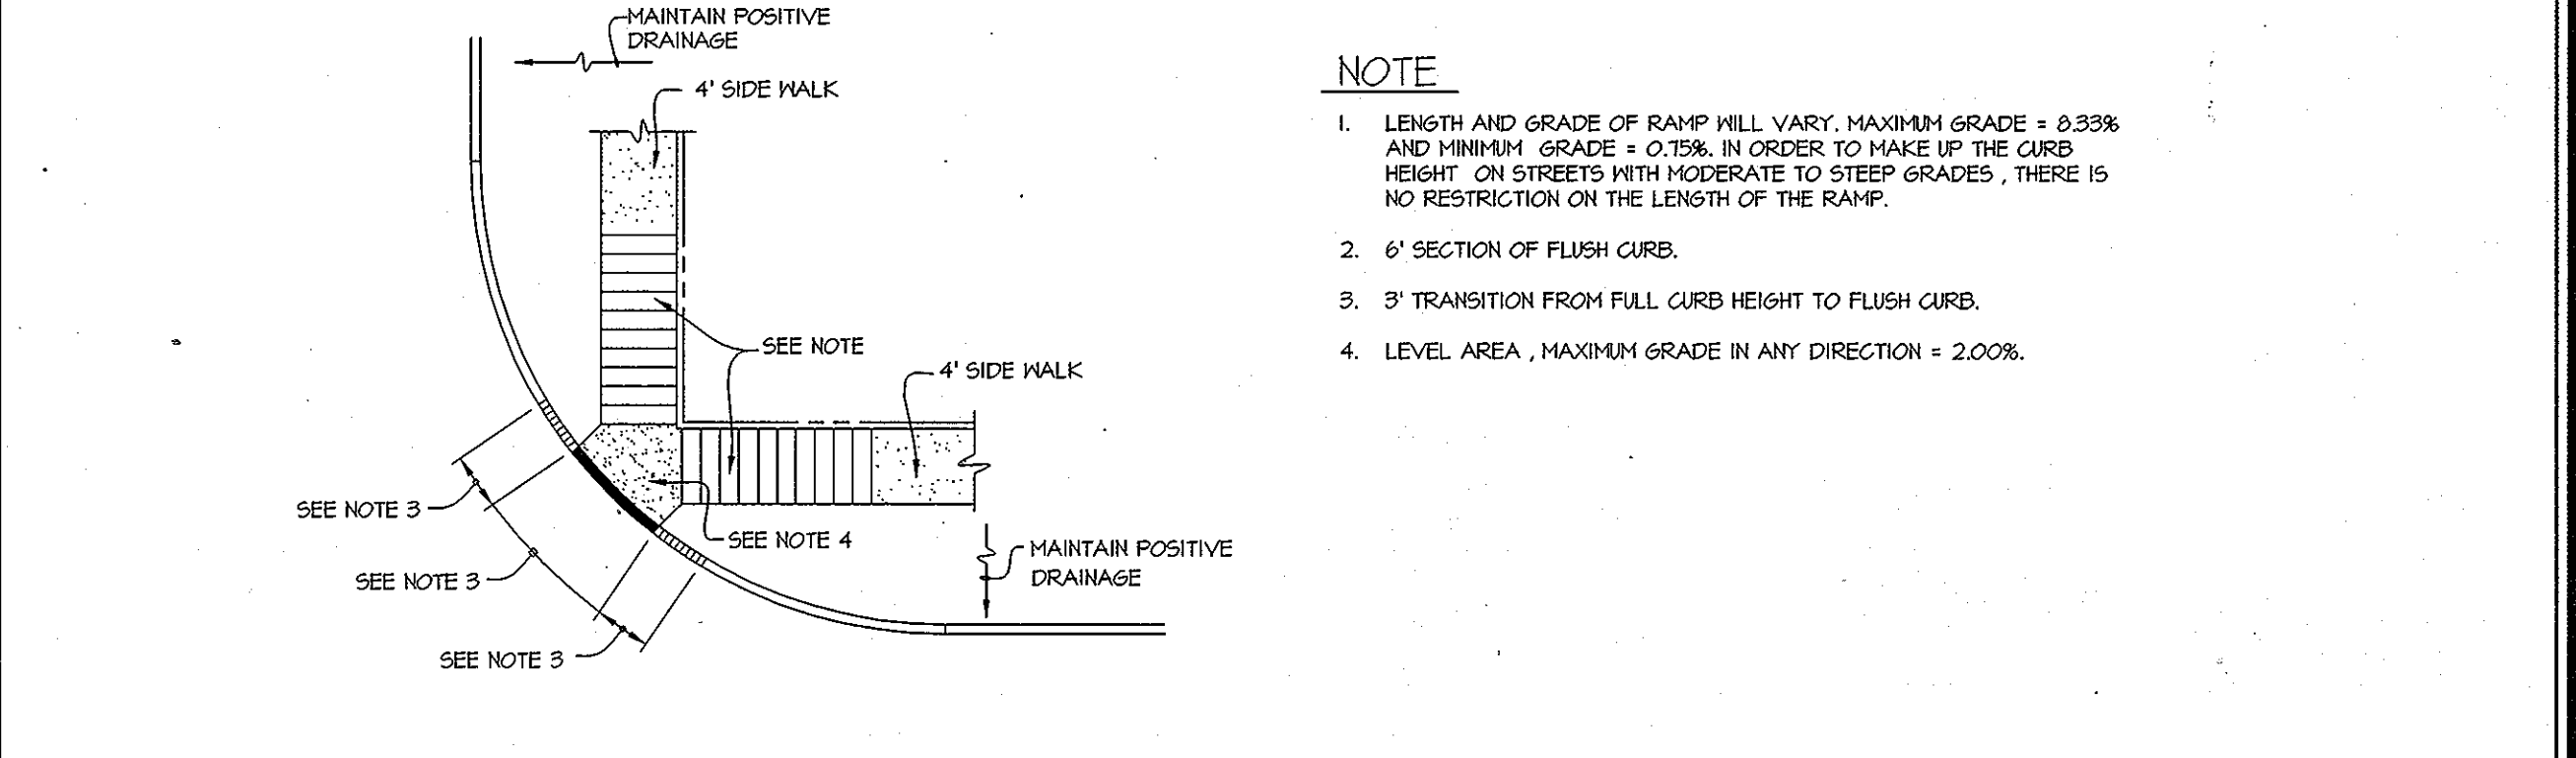 MAINTAIN POSITIVE
DRAINAGE
4' SIDE WALK
SEE NOTE
4' SIDE WALK
SEE NOTE 3
SEE NOTE 4
MAINTAIN POSITIVE
DRAINAGE
SEE NOTE 3
SEE NOTE 3
NOTE
1. LENGTH AND GRADE OF RAMP WILL VARY. MAXIMUM GRADE = 8.33%
AND MINIMUM GRADE = 0.75%. IN ORDER TO MAKE UP THE CURB
HEIGHT ON STREETS WITH MODERATE TO STEEP GRADES , THERE IS
NO RESTRICTION ON THE LENGTH OF THE RAMP.
2. 6' SECTION OF FLUSH CURB.
3. 3' TRANSITION FROM FULL CURB HEIGHT TO FLUSH CURB.
4. LEVEL AREA , MAXIMUM GRADE IN ANY DIRECTION = 2.00%.